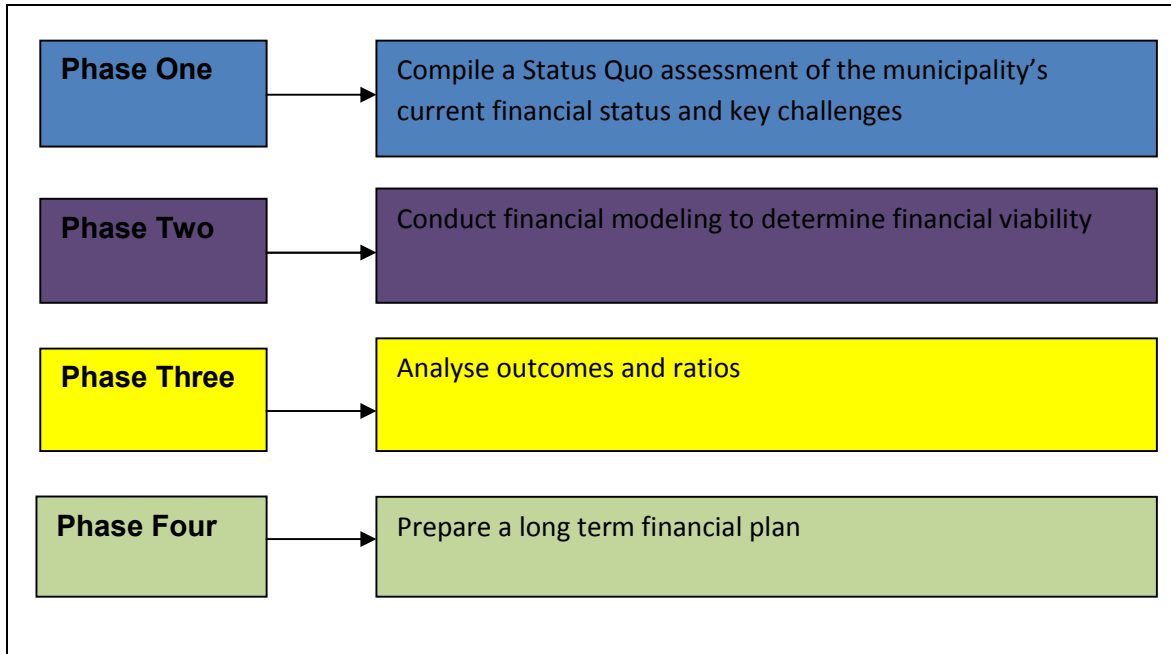 Phase One
Compile a Status Quo assessment of the municipality’s
current financial status and key challenges
Phase Two
Conduct financial modeling to determine financial viability
Phase Three
Analyse outcomes and ratios
Phase Four
Prepare a long term financial plan